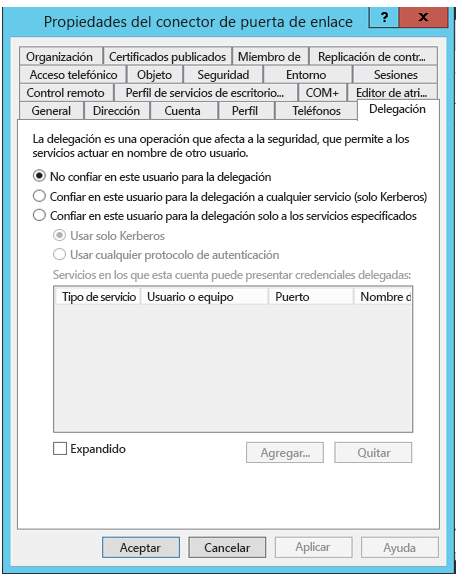 Propiedades del conector de puerta de enlace
?
x
Organización
Certificados publicados
Miembro de
Replicación de contr...
Acceso telefónico
Objeto
Seguridad
Entorno
Sesiones
Control remoto
Perfil de servicios de escritorio...
COM+
Editor de atri...
General
Dirección
Cuenta
Perfil
Teléfonos
Delegación
La delegación es una operación que afecta a la seguridad, que permite a los
servicios actuar en nombre de otro usuario.
No confiar en este usuario para la delegación
Confiar en este usuario para la delegación a cualquier servicio (solo Kerberos)
Confiar en este usuario para la delegación solo a los servicios especificados
Usar solo Kerberos
Usar cualquier protocolo de autenticación
Servicios en los que esta cuenta puede presentar credenciales delegadas:
Tipo de servicio
Usuario o equipo
Puerto
Nombre d
Expandido
Agregar...
Quitar
Aceptar
Cancelar
Aplicar
Ayuda